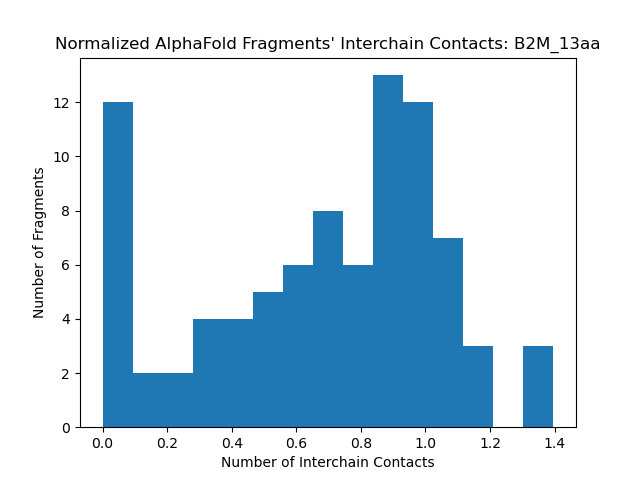 Normalized AlphaFold Fragments' Interchain Contacts: B2M_13aa
12
10
8
6
4
2
0
Number of Fragments
0.0 0.2 0.4 0.6 0.8 1.0 1.2 1.4
Number of Interchain Contacts